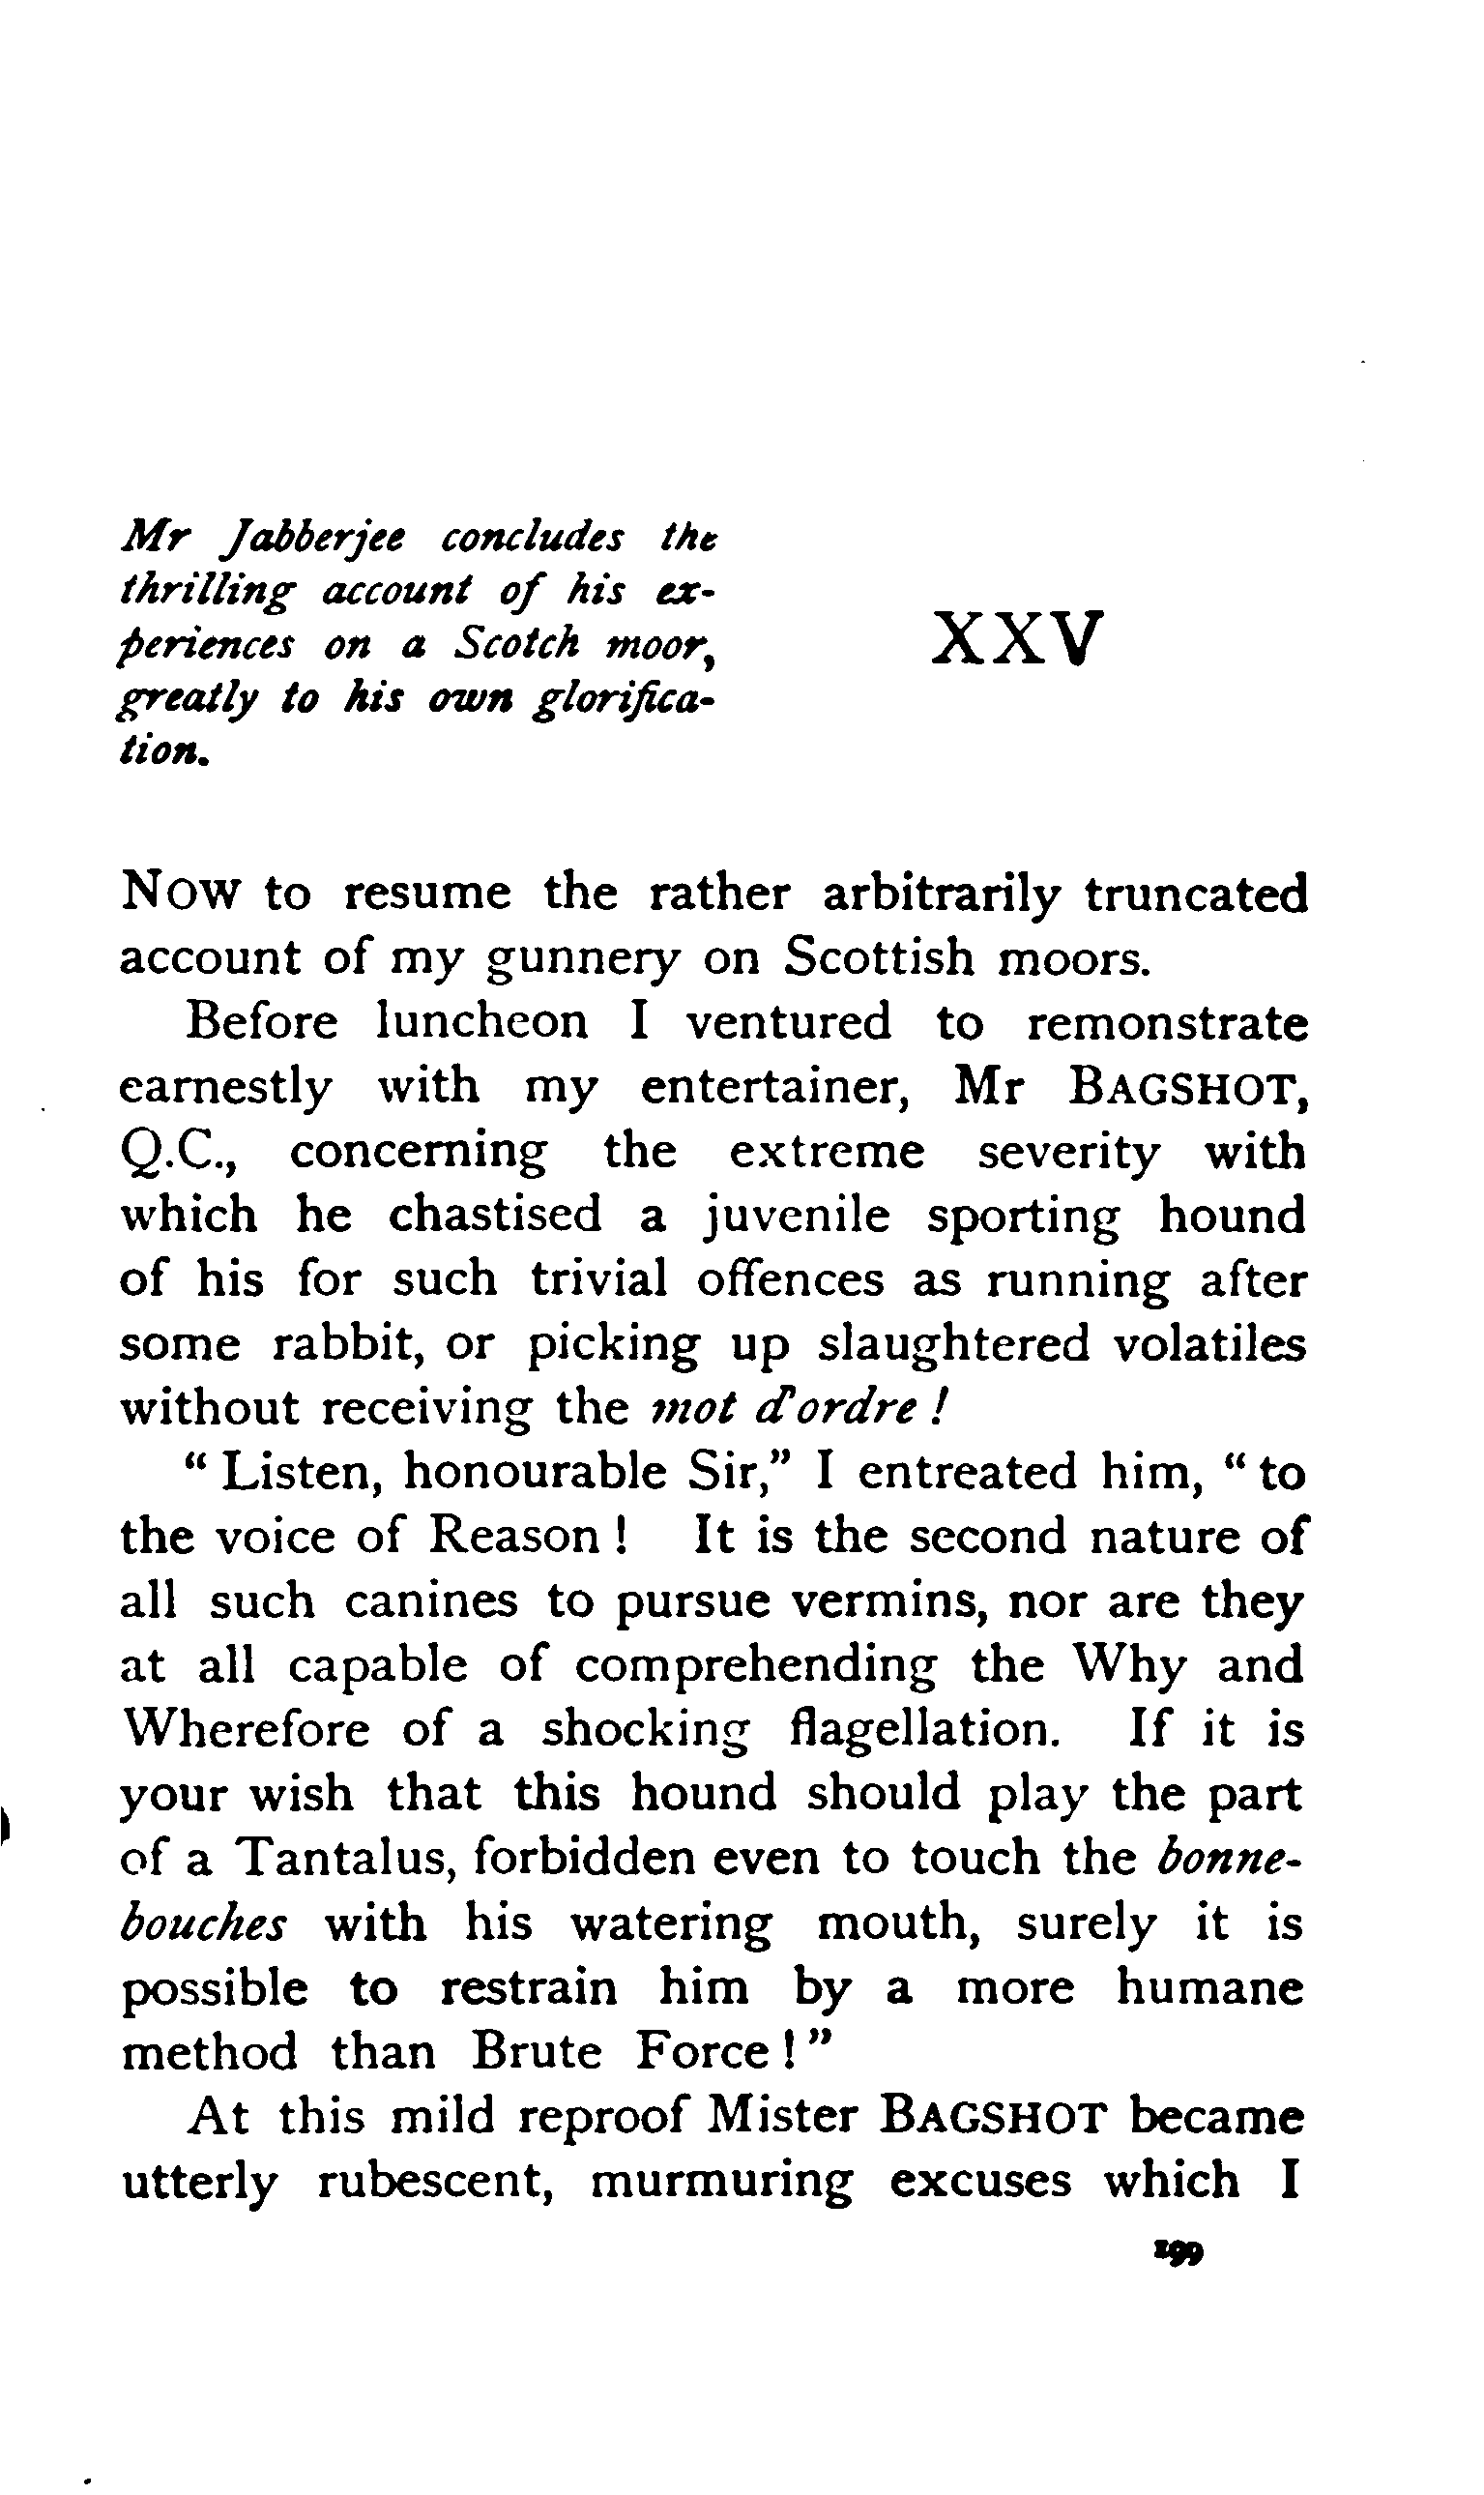 Mr Jabberjee concludes the
thrilling account of his ex-
periences on a Scotch moor,
greatly to his own glorifica-
tion.
XXV
NOW to resume the rather arbitrarily truncated
account of my gunnery on Scottish moors.
Before luncheon I ventured to remonstrate
earnestly with my entertainer, Mr BAGSHOT,
Q.C., concerning the extreme severity with
which he chastised a juvenile sporting hound
of his for such trivial offences as running after
some rabbit, or picking up slaughtered volatiles
without receiving the mot d'ordre !
" Listen, honourable Sir," I entreated him, " to
the voice of Reason ! It is the second nature of
all such canines to pursue vermins, nor are they
at all capable of comprehending the Why and
Wherefore of a shocking flagellation. If it is
your wish that this hound should play the part
of a Tantalus, forbidden even to touch the bonne-
bouches with his watering mouth, surely it is
possible to restrain him by a more humane
method than Brute Force ! "
At this mild reproof Mister BAGSHOT became
utterly rubescent, murmuring excuses which I
199